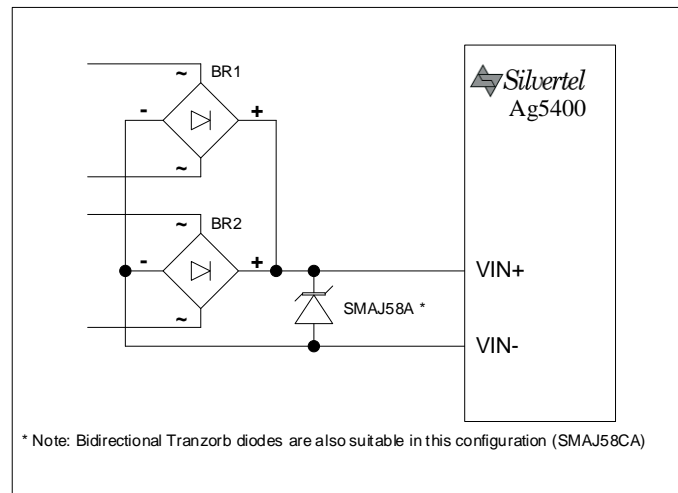 ~
BR1
-
+
~
~
BR2
-
+
~
Silvertel
Ag5400
VIN+
SMAJ58A *
VIN-
* Note: Bidirectional Tranzorb diodes are also suitable in this configuration (SMAJ58CA)